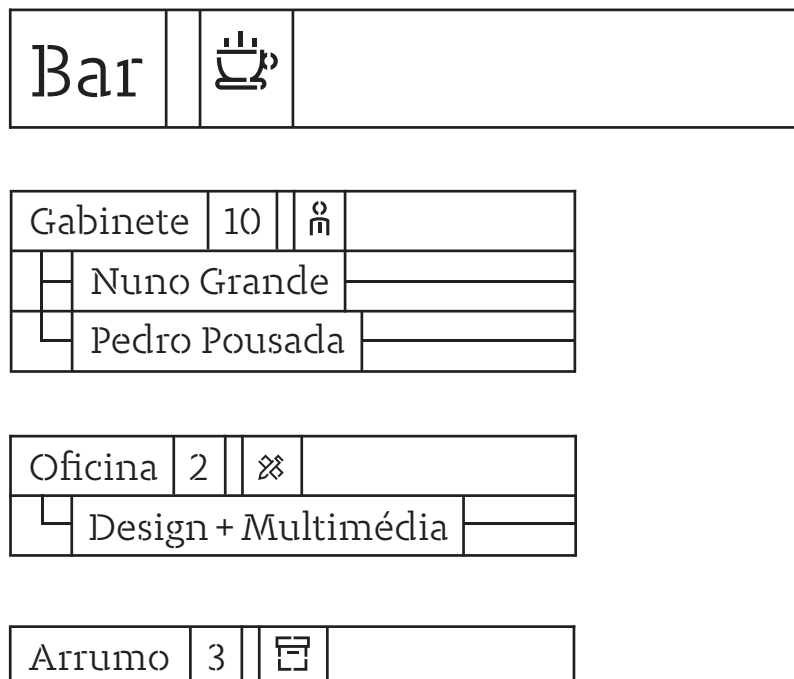 Bar
Gabinete 10
Nuno Grande
Pedro Pousada
Oficina 2
Design + Multimédia
Arrumo 3